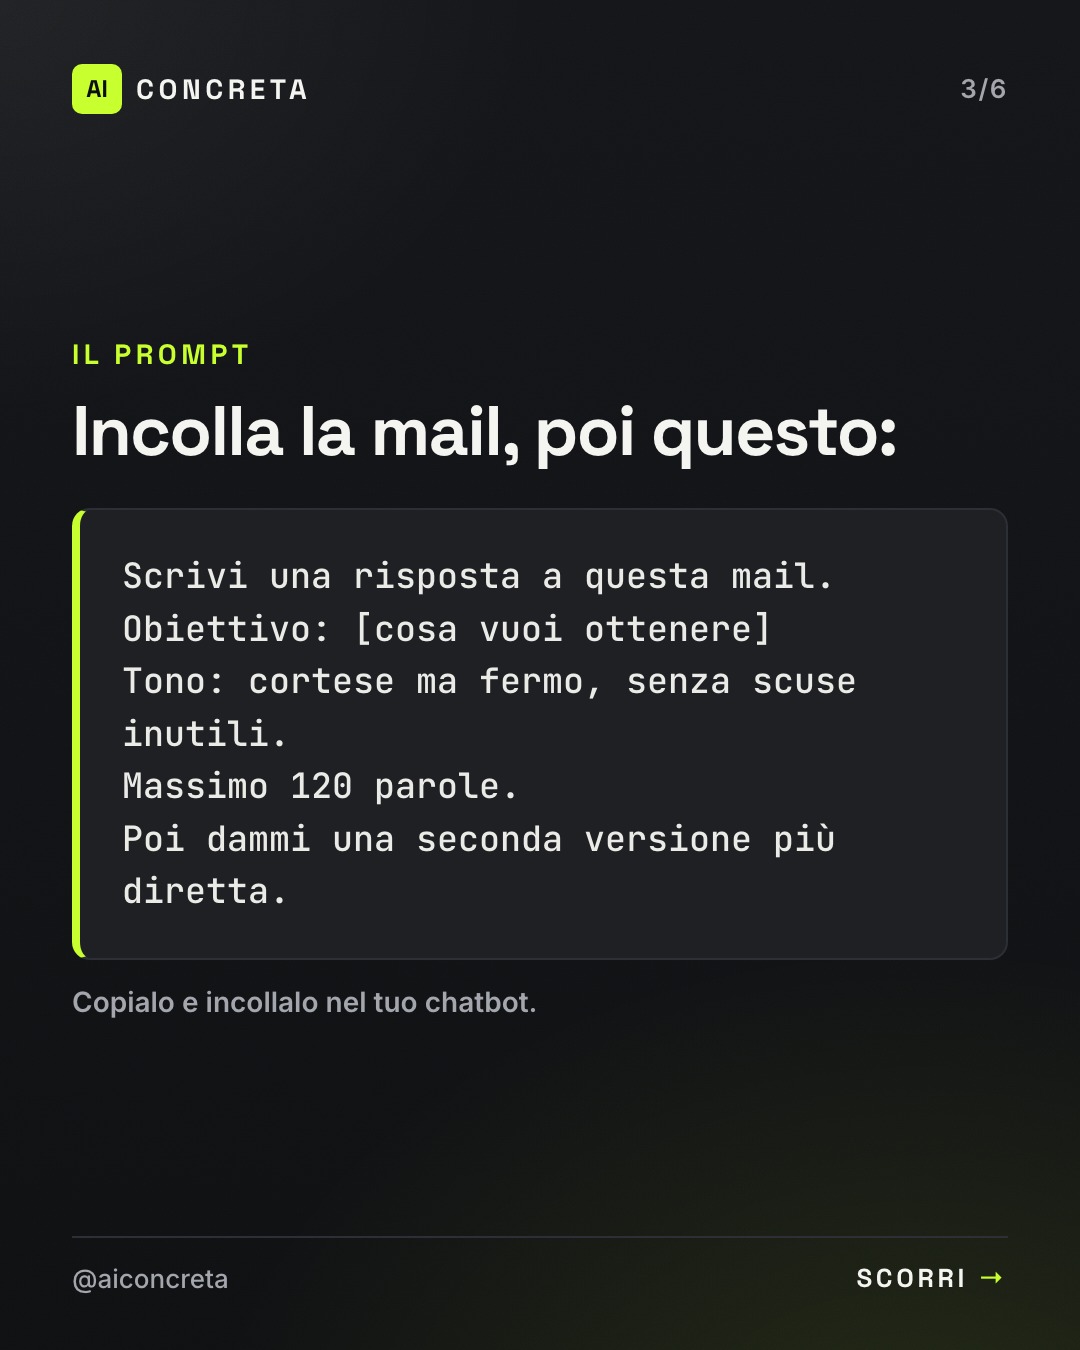 AI CONCRETA
3/6
IL PROMPT
Incolla la mail, poi questo:
Scrivi una risposta a questa mail.
Obiettivo: [cosa vuoi ottenere]
Tono: cortese ma fermo, senza scuse
inutili.
Massimo 120 parole.
Poi dammi una seconda versione più
diretta.
Copialo e incollalo nel tuo chatbot.
@aiconcreta
SCORRI →